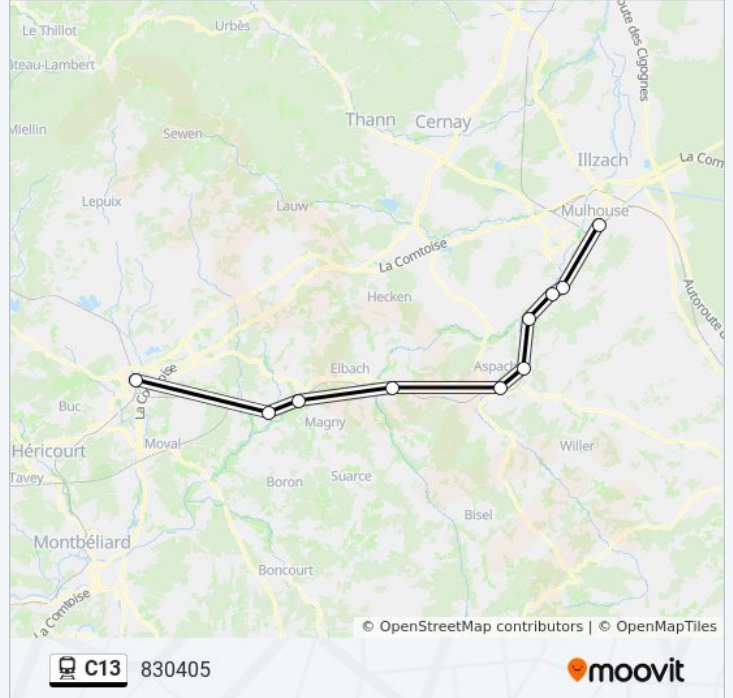 Le Thillot
Urbès
Route des Cigognes
Château-Lambert
Thann
Cernay
Miellin
Sewen
Illzach
La Com
Lepuix
Lauw
Mulhouse
La Comtoise
Hecken
Autoroute
Elbach
Aspach
La Comtoise
Buc
Magny
Moval
Héricourt
Willer
Tavey
Boron
Suarce
Bisel
Montbéliard
Boncourt
La Comtoise
© OpenStreetMap contributors | © OpenMapTiles
C13 830405
moovit